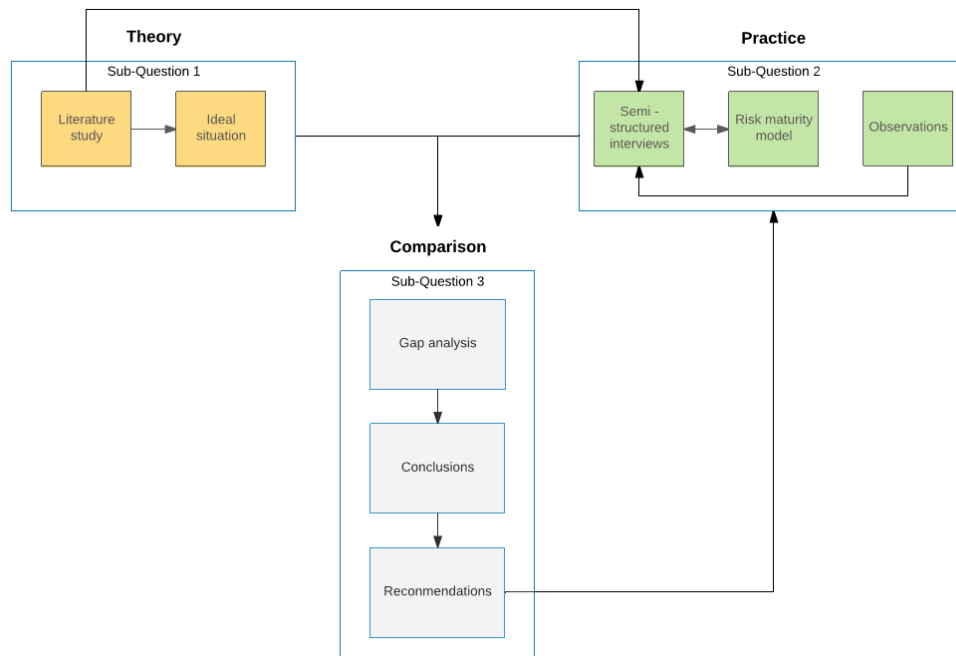 Theory
Sub-Question 1
Literature
study
Ideal
situation
Practice
Sub-Question 2
Semi -
structured
interviews
Risk maturity
model
Observations
Comparison
Sub-Question 3
Gap analysis
Conclusions
Reconmendations